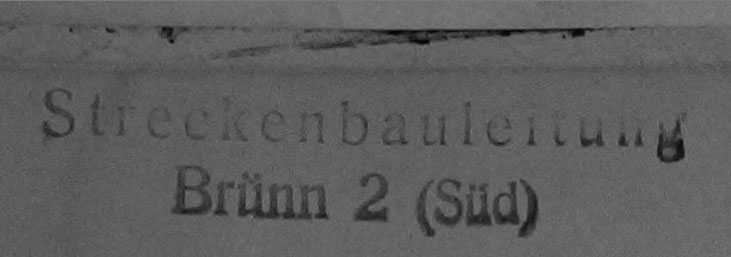 Streckenbauleitung
Brünn 2 (Süd)